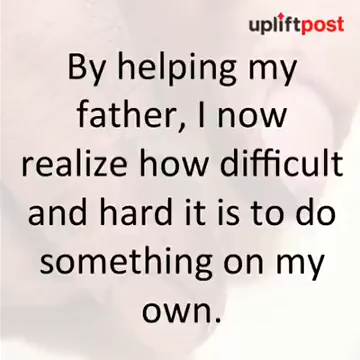 upliftpost
By helping my
father, I now
realize how difficult
and hard it is to do
something on my
own.